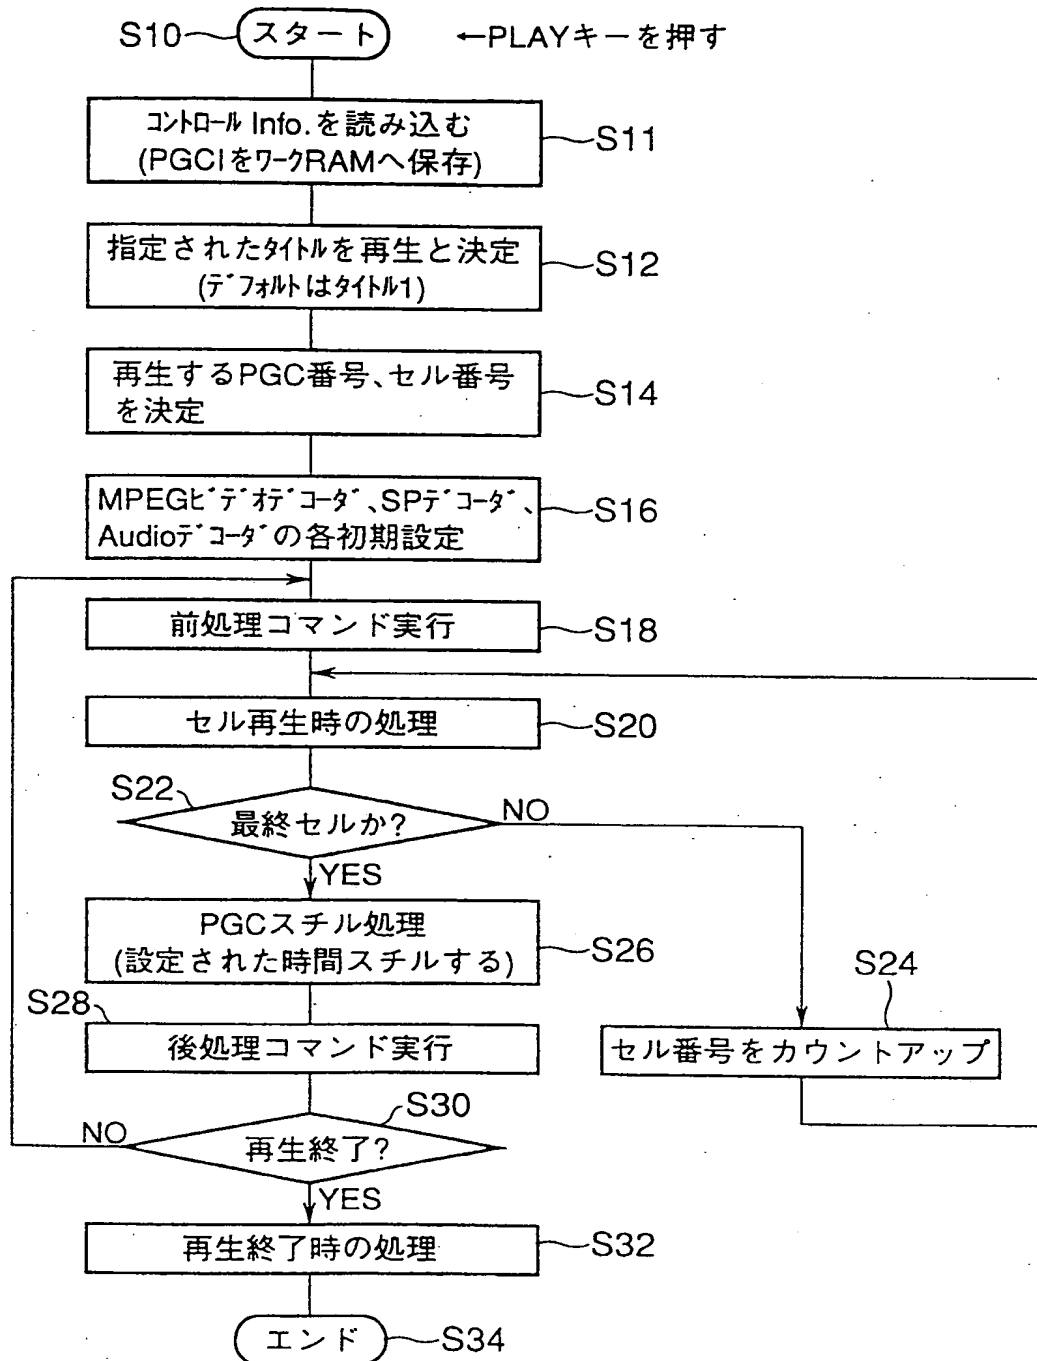 S10 スタート ←PLAYキーを押す
コントロール Info.を読み込む
(PGCIをワークRAMへ保存)
S11
指定されたタイトルを再生と決定
(デフォルトはタイトル1)
S12
再生するPGC番号、セル番号
を決定
S14
MPEGビデオデコーダ、SPデコーダ、
Audioデコーダの各初期設定
S16
前処理コマンド実行
S18
セル再生時の処理
S20
S22
最終セルか?
NO
YES
PGCスチル処理
(設定された時間スチルする)
S26
S24
セル番号をカウントアップ
S28
後処理コマンド実行
S30
再生終了?
NO
YES
再生終了時の処理
S32
エンド
S34